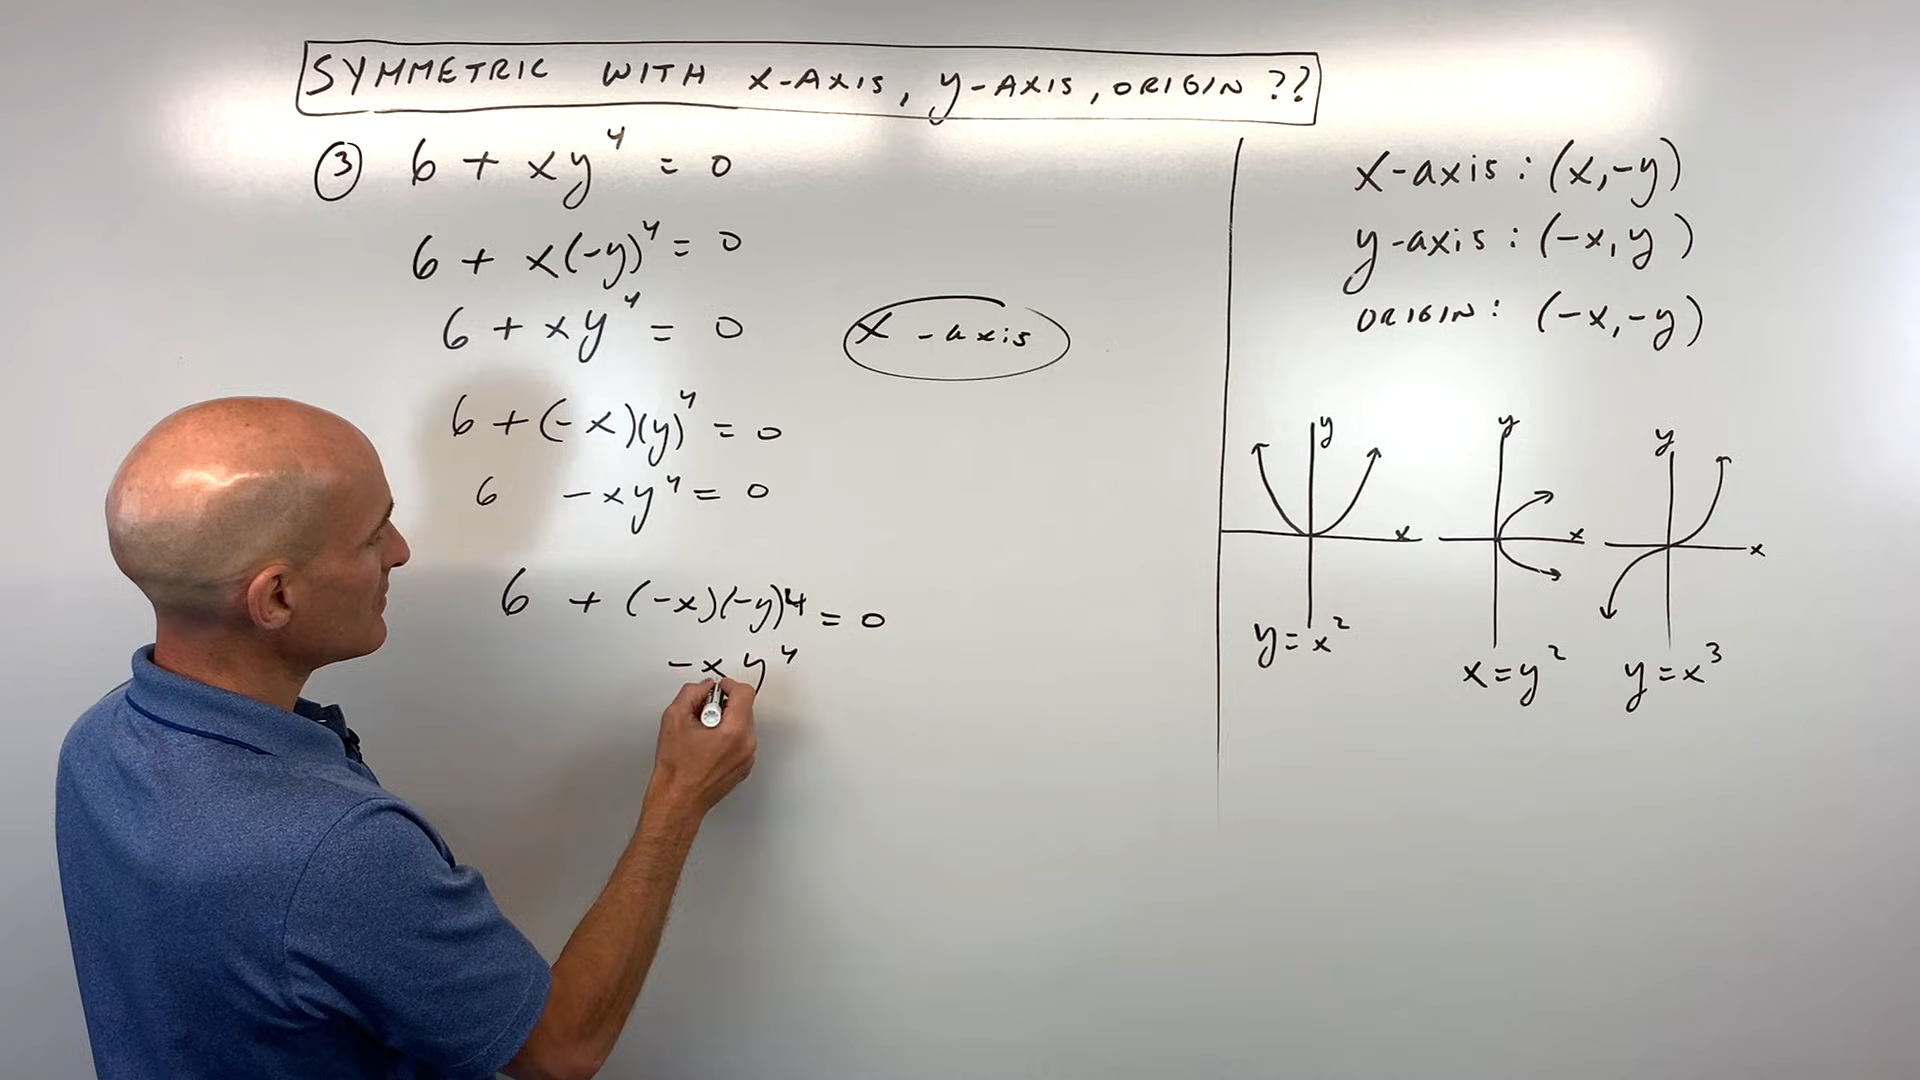 SYMMETRIC WITH X-AXIS, y-AXIS, ORIGIN ??
③ 6 + xy⁴ = 0
6 + x(-y)⁴ = 0
6 + xy⁴ = 0
x-axis
6 + (-x)(y)⁴ = 0
6 -xy⁴ = 0
6 + (-x)(-y)⁴ = 0
-xy⁴
x-axis: (x,-y)
y-axis: (-x,y)
ORIGIN: (-x,-y)
y
x
y=x²
y
x
x=y²
y
x
y=x³